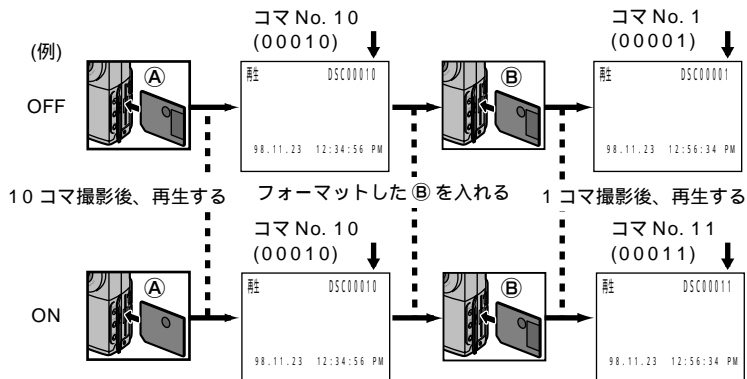 (例)
コマ No. 10
(00010)
コマ No. 1
(00001)
OFF
Ⓐ
再生 DSC00010
98.11.23 12:34:56 PM
Ⓑ
再生 DSC00001
98.11.23 12:56:34 PM
10 コマ撮影後、再生する
フォーマットした Ⓑ を入れる
1 コマ撮影後、再生する
コマ No. 10
(00010)
コマ No. 11
(00011)
ON
Ⓐ
再生 DSC00010
98.11.23 12:34:56 PM
Ⓑ
再生 DSC00011
98.11.23 12:56:34 PM